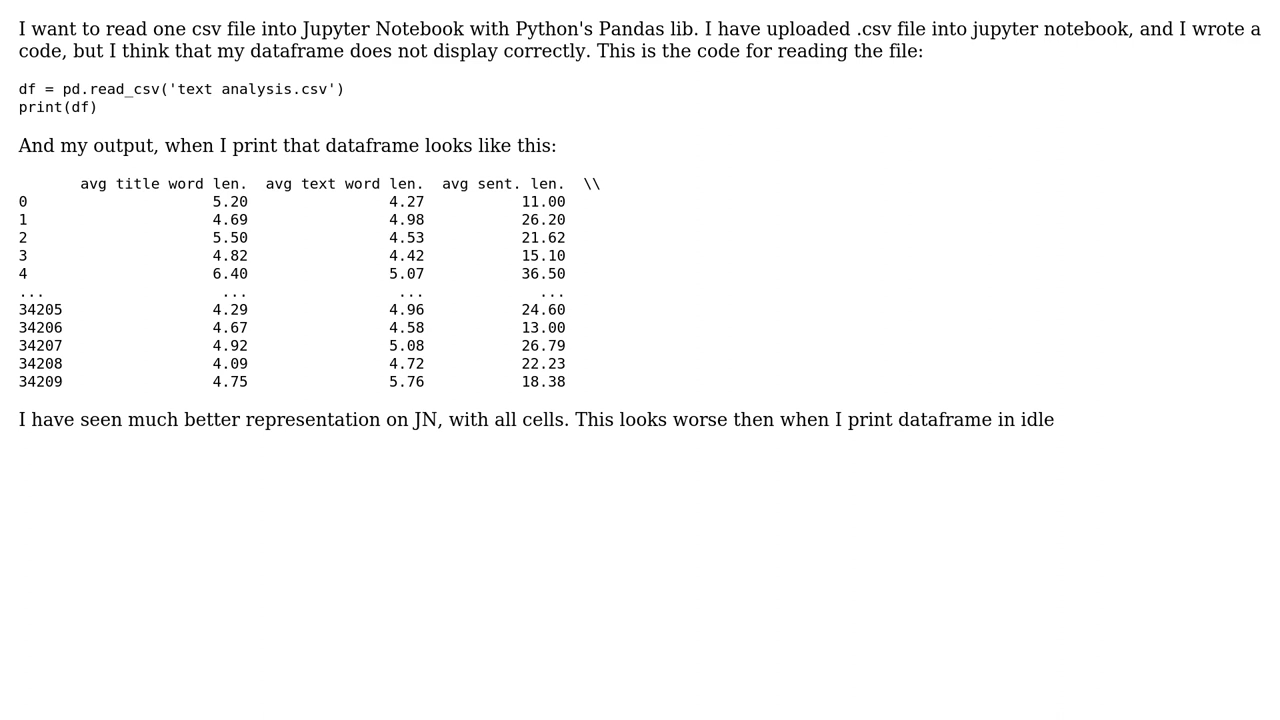 I want to read one csv file into Jupyter Notebook with Python's Pandas lib. I have uploaded .csv file into jupyter notebook, and I wrote a
code, but I think that my dataframe does not display correctly. This is the code for reading the file:
df = pd.read_csv('text analysis.csv')
print(df)
And my output, when I print that dataframe looks like this:
       avg title word len.  avg text word len.  avg sent. len.  \\
0                     5.20                4.27           11.00
1                     4.69                4.98           26.20
2                     5.50                4.53           21.62
3                     4.82                4.42           15.10
4                     6.40                5.07           36.50
...                    ...                 ...             ...
34205                 4.29                4.96           24.60
34206                 4.67                4.58           13.00
34207                 4.92                5.08           26.79
34208                 4.09                4.72           22.23
34209                 4.75                5.76           18.38
I have seen much better representation on JN, with all cells. This looks worse then when I print dataframe in idle